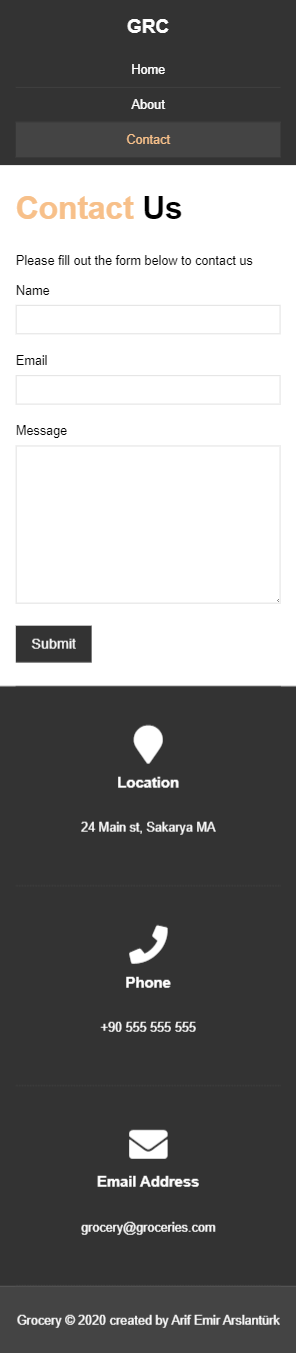 GRC
Home
About
Contact
Contact Us
Please fill out the form below to contact us
Name
Email
Message
Submit
Location
24 Main st, Sakarya MA
Phone
+90 555 555 555
Email Address
grocery@groceries.com
Grocery © 2020 created by Arif Emir Arslantürk